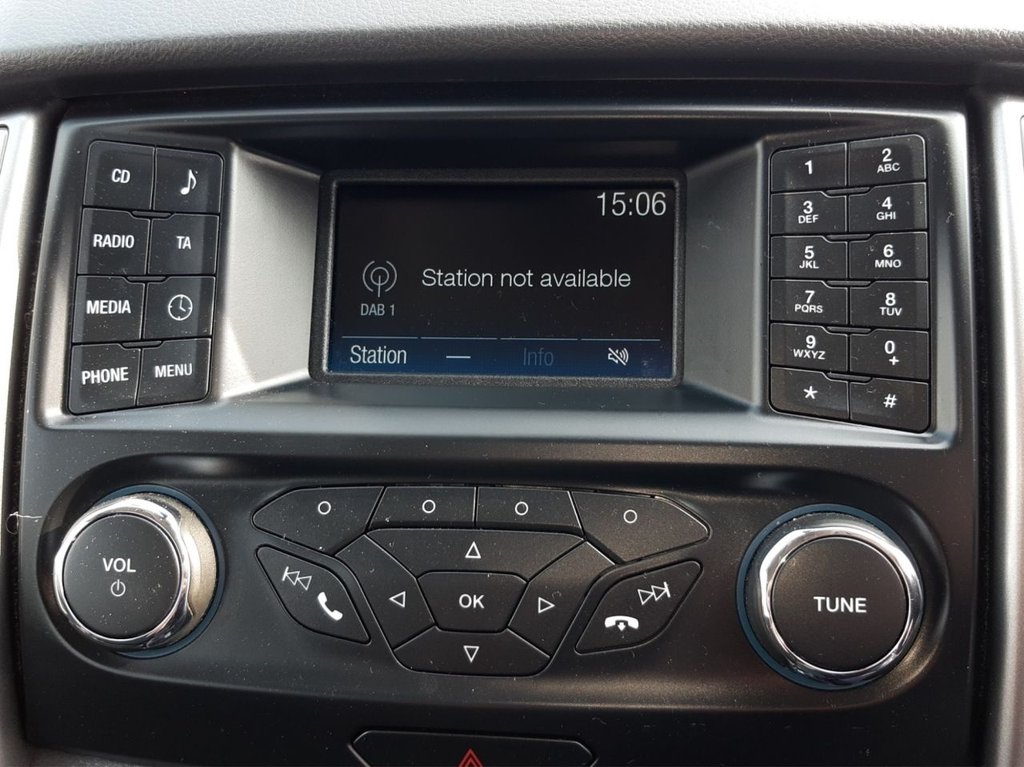 CD
RADIO
TA
MEDIA
PHONE
MENU
15:06
Station not available
DAB 1
Station
Info
1
2
ABC
3
DEF
4
GHI
5
JKL
6
MNO
7
PQRS
8
TUV
9
WXYZ
0
+
*
#
VOL
OK
TUNE